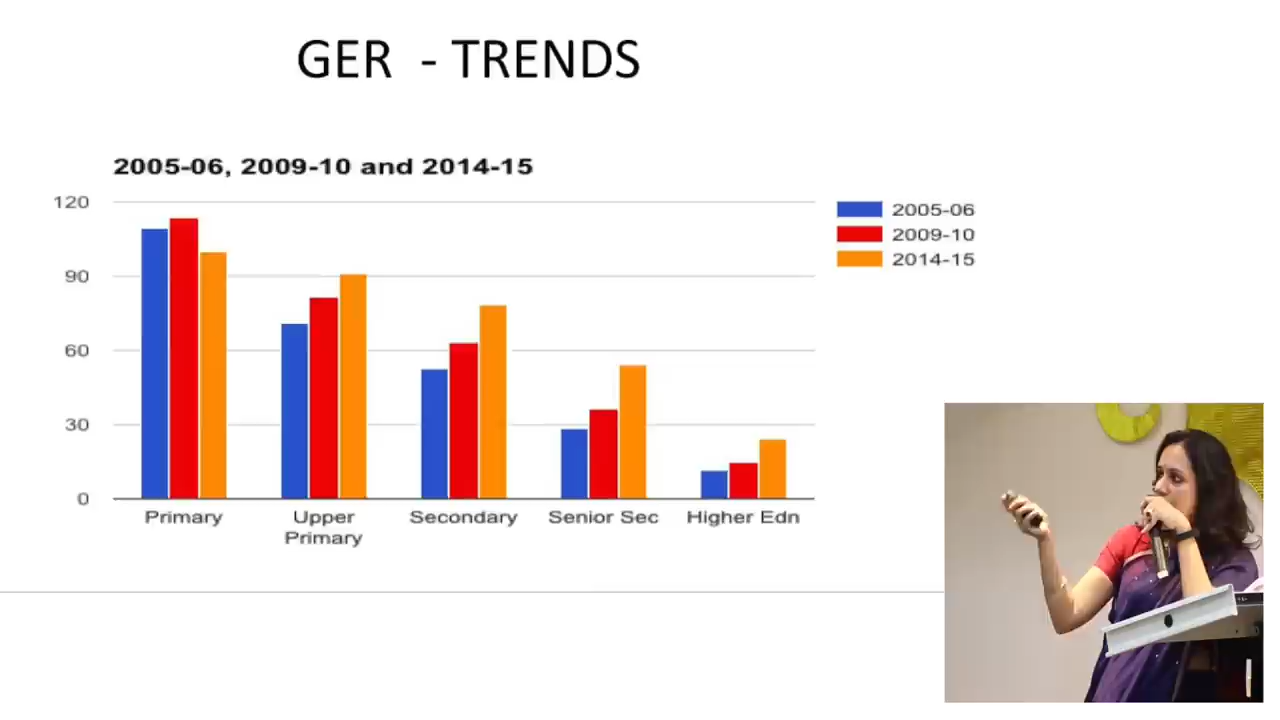 GER - TRENDS
2005-06, 2009-10 and 2014-15
120
90
60
30
0
2005-06
2009-10
2014-15
Primary
Upper
Primary
Secondary
Senior Sec
Higher Edn